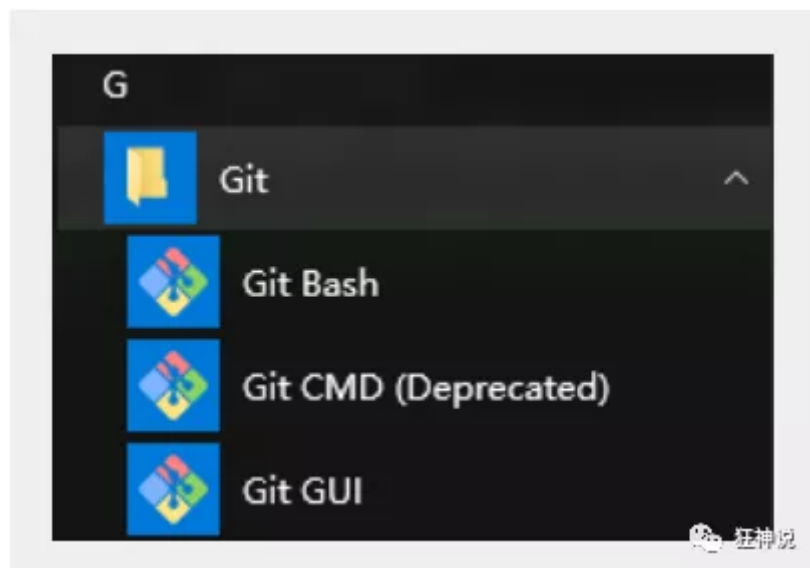 G
Git
Git Bash
Git CMD (Deprecated)
Git GUI
狂神说